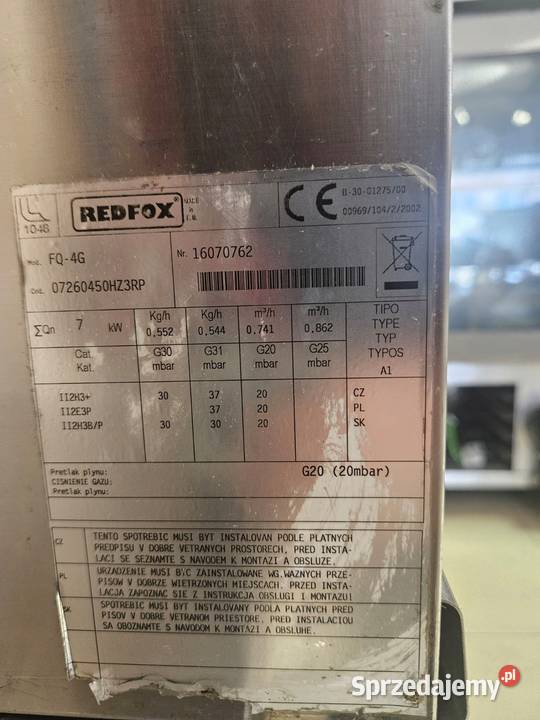 1046
REDFOX
MADE in E.U.
CE
B-30-01275/00
00969/104/2/2002
Mod. FQ-4G
Nr. 16070762
Cod. 07260450HZ3RP
ΣQn 7 kW
Kg/h 0,552 Kg/h 0,544 m³/h 0,741 m³/h 0,862
TIPO
TYPE
TYP
TYPOS
A1
Cat. G30 G31 G20 G25
Kat. mbar mbar mbar mbar
II2H3+ 30 37 20 CZ
II2E3P 37 20 PL
II2H3B/P 30 30 20 SK
Pretlak plynu:
CISNIENIE GAZU:
Pretlak plynu:
G20 (20mbar)
CZ TENTO SPOTREBIC MUSI BYT INSTALOVAN PODLE PLATNYCH
PREDPISU V DOBRE VETRANYCH PROSTORECH, PRED INSTA-
LACI SE SEZNAMTE S NAVODEM K MONTAZI A OBSLUZE.
PL URZADZENIE MUSI BYC ZAINSTALOWANE WG.WAZNYCH PRZE-
PISOW V DOBRZE WIETRZONYCH MIEJSCACH. PRZED INSTA-
LACJA ZAPOZNAC SIE Z INSTRUKCJA OBSLUGI I MONTAZU!
SK SPOTREBIC MUSI BYT INSTALOVANY PODLA PLATNYCH PRED
PISOV V DOBRE VETRANOM PRIESTORE, PRED INSTALACIOU
SA OBOZNAMTE S NAVODOM K MONTAZI A OBSLUHE.
Sprzedajemy.pl